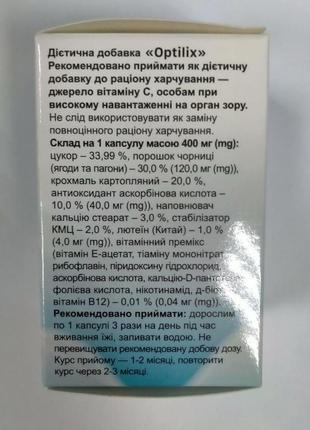 Дієтична добавка «Optilix»
Рекомендовано приймати як дієтичну
добавку до раціону харчування —
джерело вітаміну С, особам при
високому навантаженні на орган зору.
Не слід використовувати як заміну
повноцінного раціону харчування.
Склад на 1 капсулу масою 400 мг (mg):
цукор – 33,99 %, порошок чорниці
(ягоди та пагони) – 30,0 % (120,0 мг (mg),
крохмаль картопляний – 20,0 %,
антиоксидант аскорбінова кислота –
10,0 % (40,0 мг (mg), наповнювач
кальцію стеарат – 3,0 %, стабілізатор
КМЦ – 2,0 %, лютеїн (Китай) – 1,0 %
(4,0 мг (mg), вітамінний премікс
(вітамін Е-ацетат, тіаміну мононітрат,
рибофлавін, піридоксину гідрохлорид,
аскорбінова кислота, кальцію-D-пантоте
фолієва кислота, нікотинамід, д-біо
вітамін В12) – 0,01 % (0,04 мг (mg).
Рекомендовано приймати: дорослим
по 1 капсулі 3 рази на день під час
вживання їжі, запивати водою. Не
перевищувати рекомендовану добову дозу.
Курс прийому — 1-2 місяці, повторити
курс через 2-3 місяці.